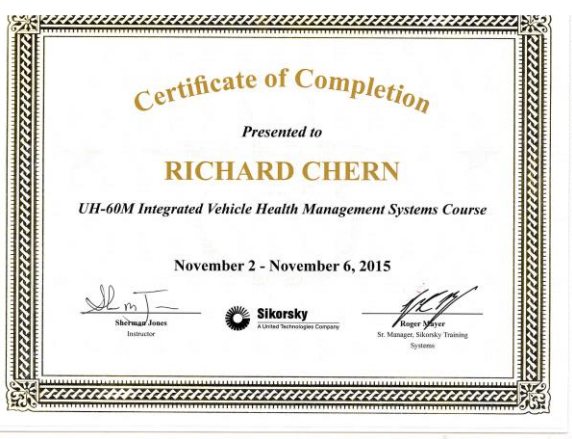 Certificate of Completion
Presented to
RICHARD CHERN
UH-60M Integrated Vehicle Health Management Systems Course
November 2 - November 6, 2015
Sherman Jones
Instructor
Sikorsky
A United Technologies Company
Roger Mayer
Sr. Manager, Sikorsky Training
Systems